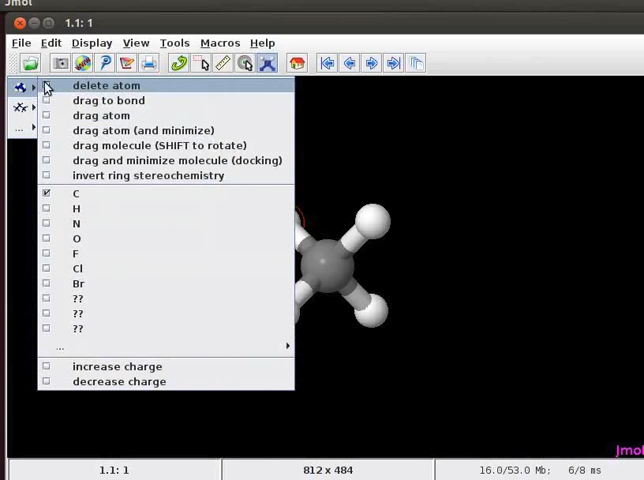 Jmol
1.1: 1
File Edit Display View Tools Macros Help
delete atom
drag to bond
drag atom
drag atom (and minimize)
drag molecule (SHIFT to rotate)
drag and minimize molecule (docking)
invert ring stereochemistry
C
H
N
O
F
Cl
Br
??
??
??
...
...
increase charge
decrease charge
Jmol
1.1: 1 812 x 484 16.0/53.0 Mb; 6/8 ms